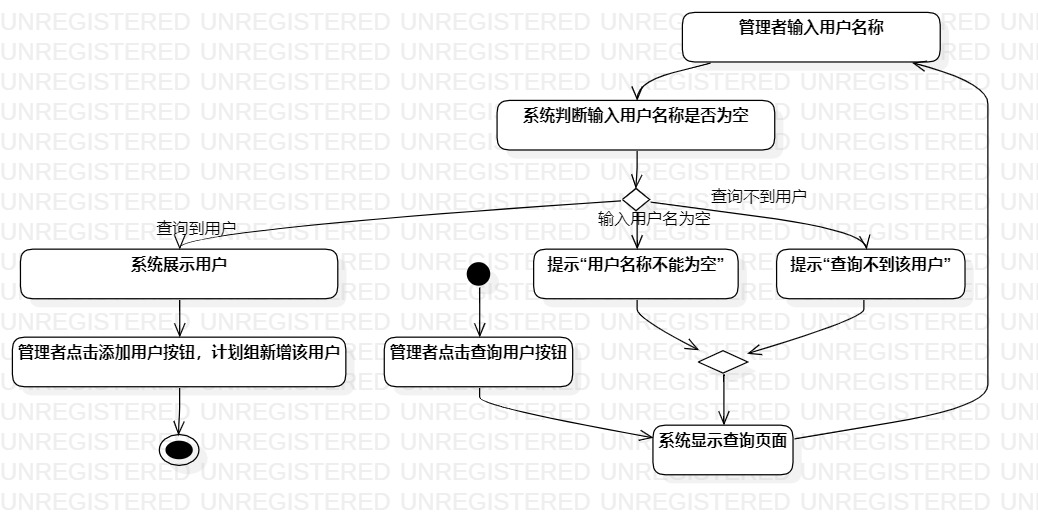 UNREGISTERED UNREGISTERED UNREGISTERED UNREGISTERED UNREGISTERED UNI
管理者输入用户名称
系统判断输入用户名称是否为空
查询不到用户
输入用户名为空
查询到用户
系统展示用户
提示“用户名称不能为空”
提示“查询不到该用户”
管理者点击添加用户按钮，计划组新增该用户
管理者点击查询用户按钮
系统显示查询页面